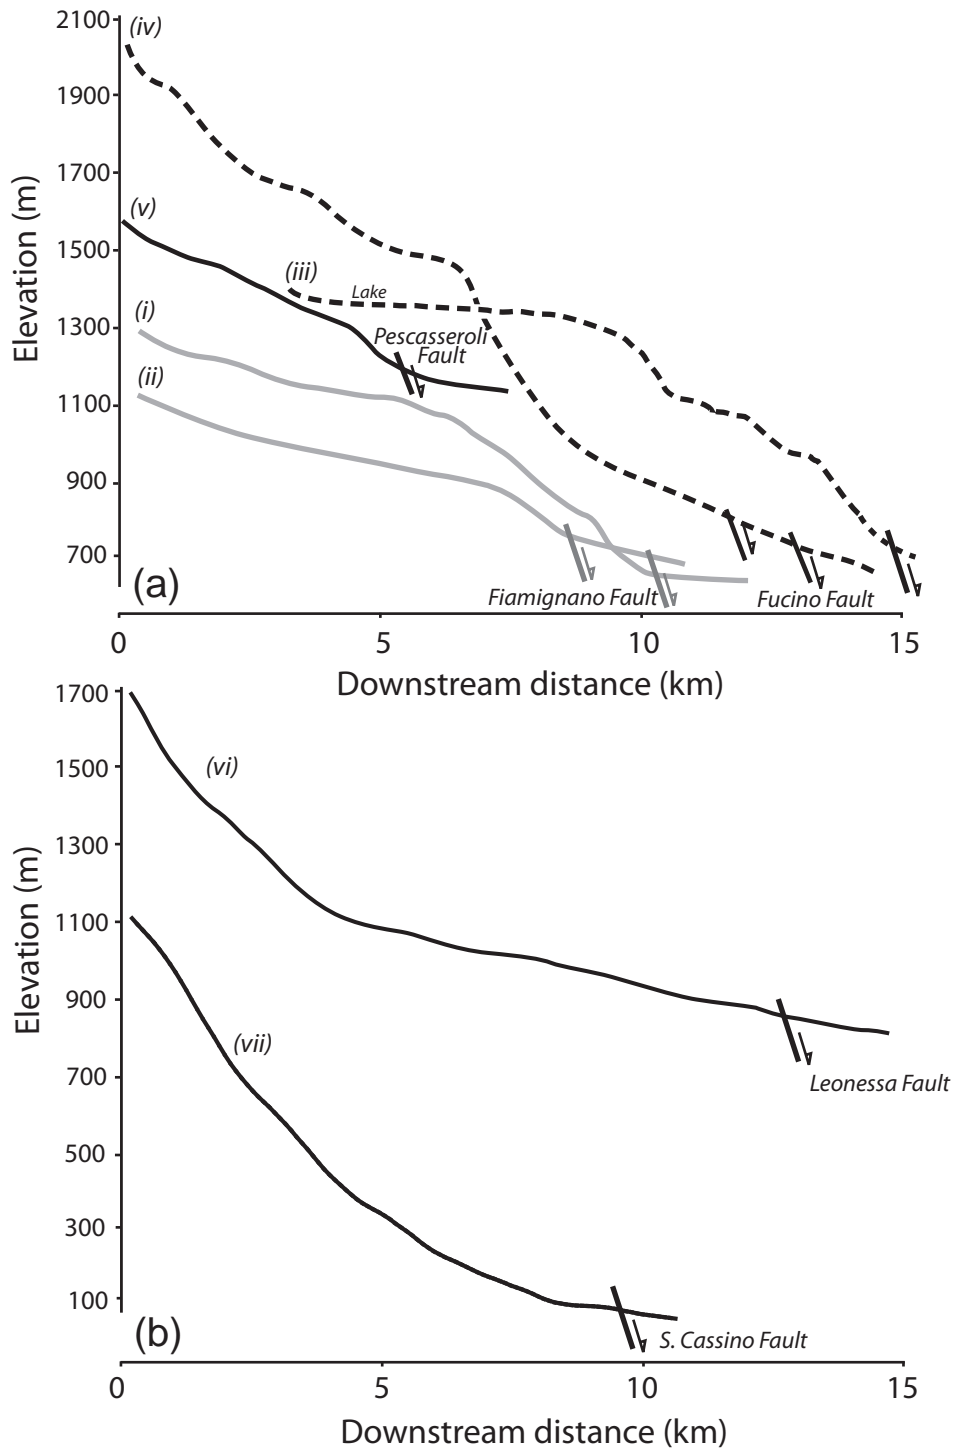 2100
(iv)
1900
1700
(v)
1500
(iii)
Lake
(i)
1300
Pescasseroli
Fault
(ii)
1100
900
700
Elevation (m)
(a)
Fiamignano Fault
Fucino Fault
0
5
10
15
Downstream distance (km)
1700
(vi)
1500
1300
1100
900
(vii)
700
Leonessa Fault
500
300
100
Elevation (m)
(b)
S. Cassino Fault
0
5
10
15
Downstream distance (km)